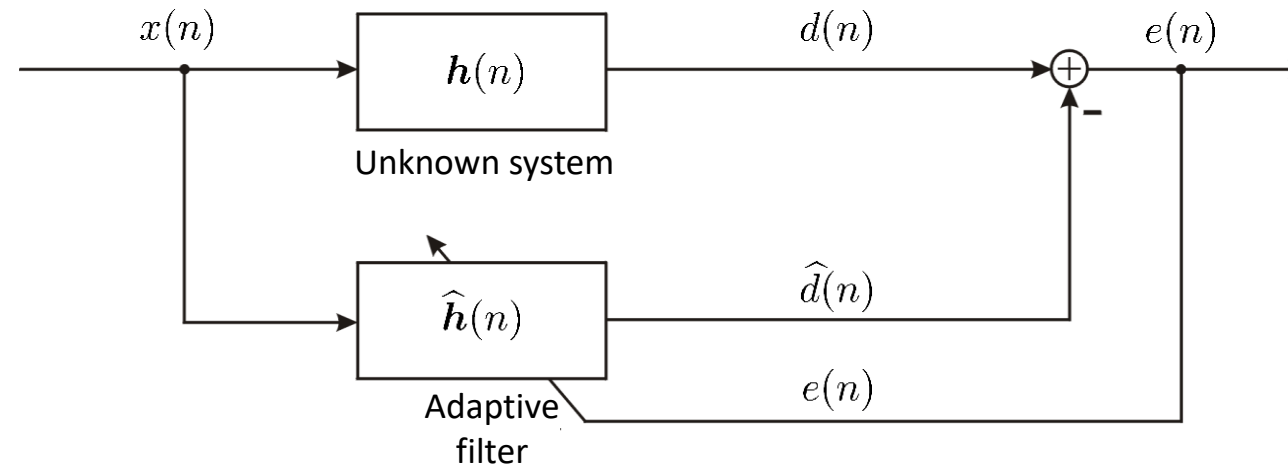 x(n)
h(n)
d(n)
+
e(n)
-
Unknown system
ĥ(n)
d̂(n)
e(n)
Adaptive
filter